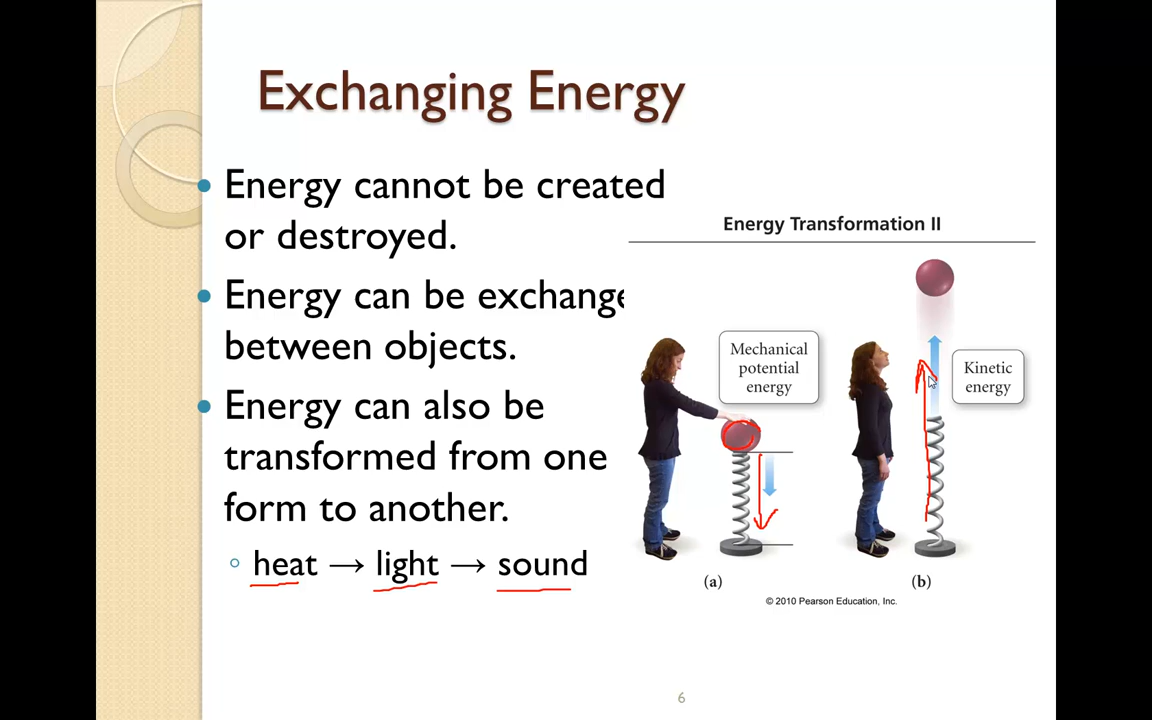 Exchanging Energy
Energy cannot be created
or destroyed.
Energy can be exchange
between objects.
Energy can also be
transformed from one
form to another.
heat → light → sound
Energy Transformation II
Mechanical
potential
energy
Kinetic
energy
(a)
(b)
© 2010 Pearson Education, Inc.
6